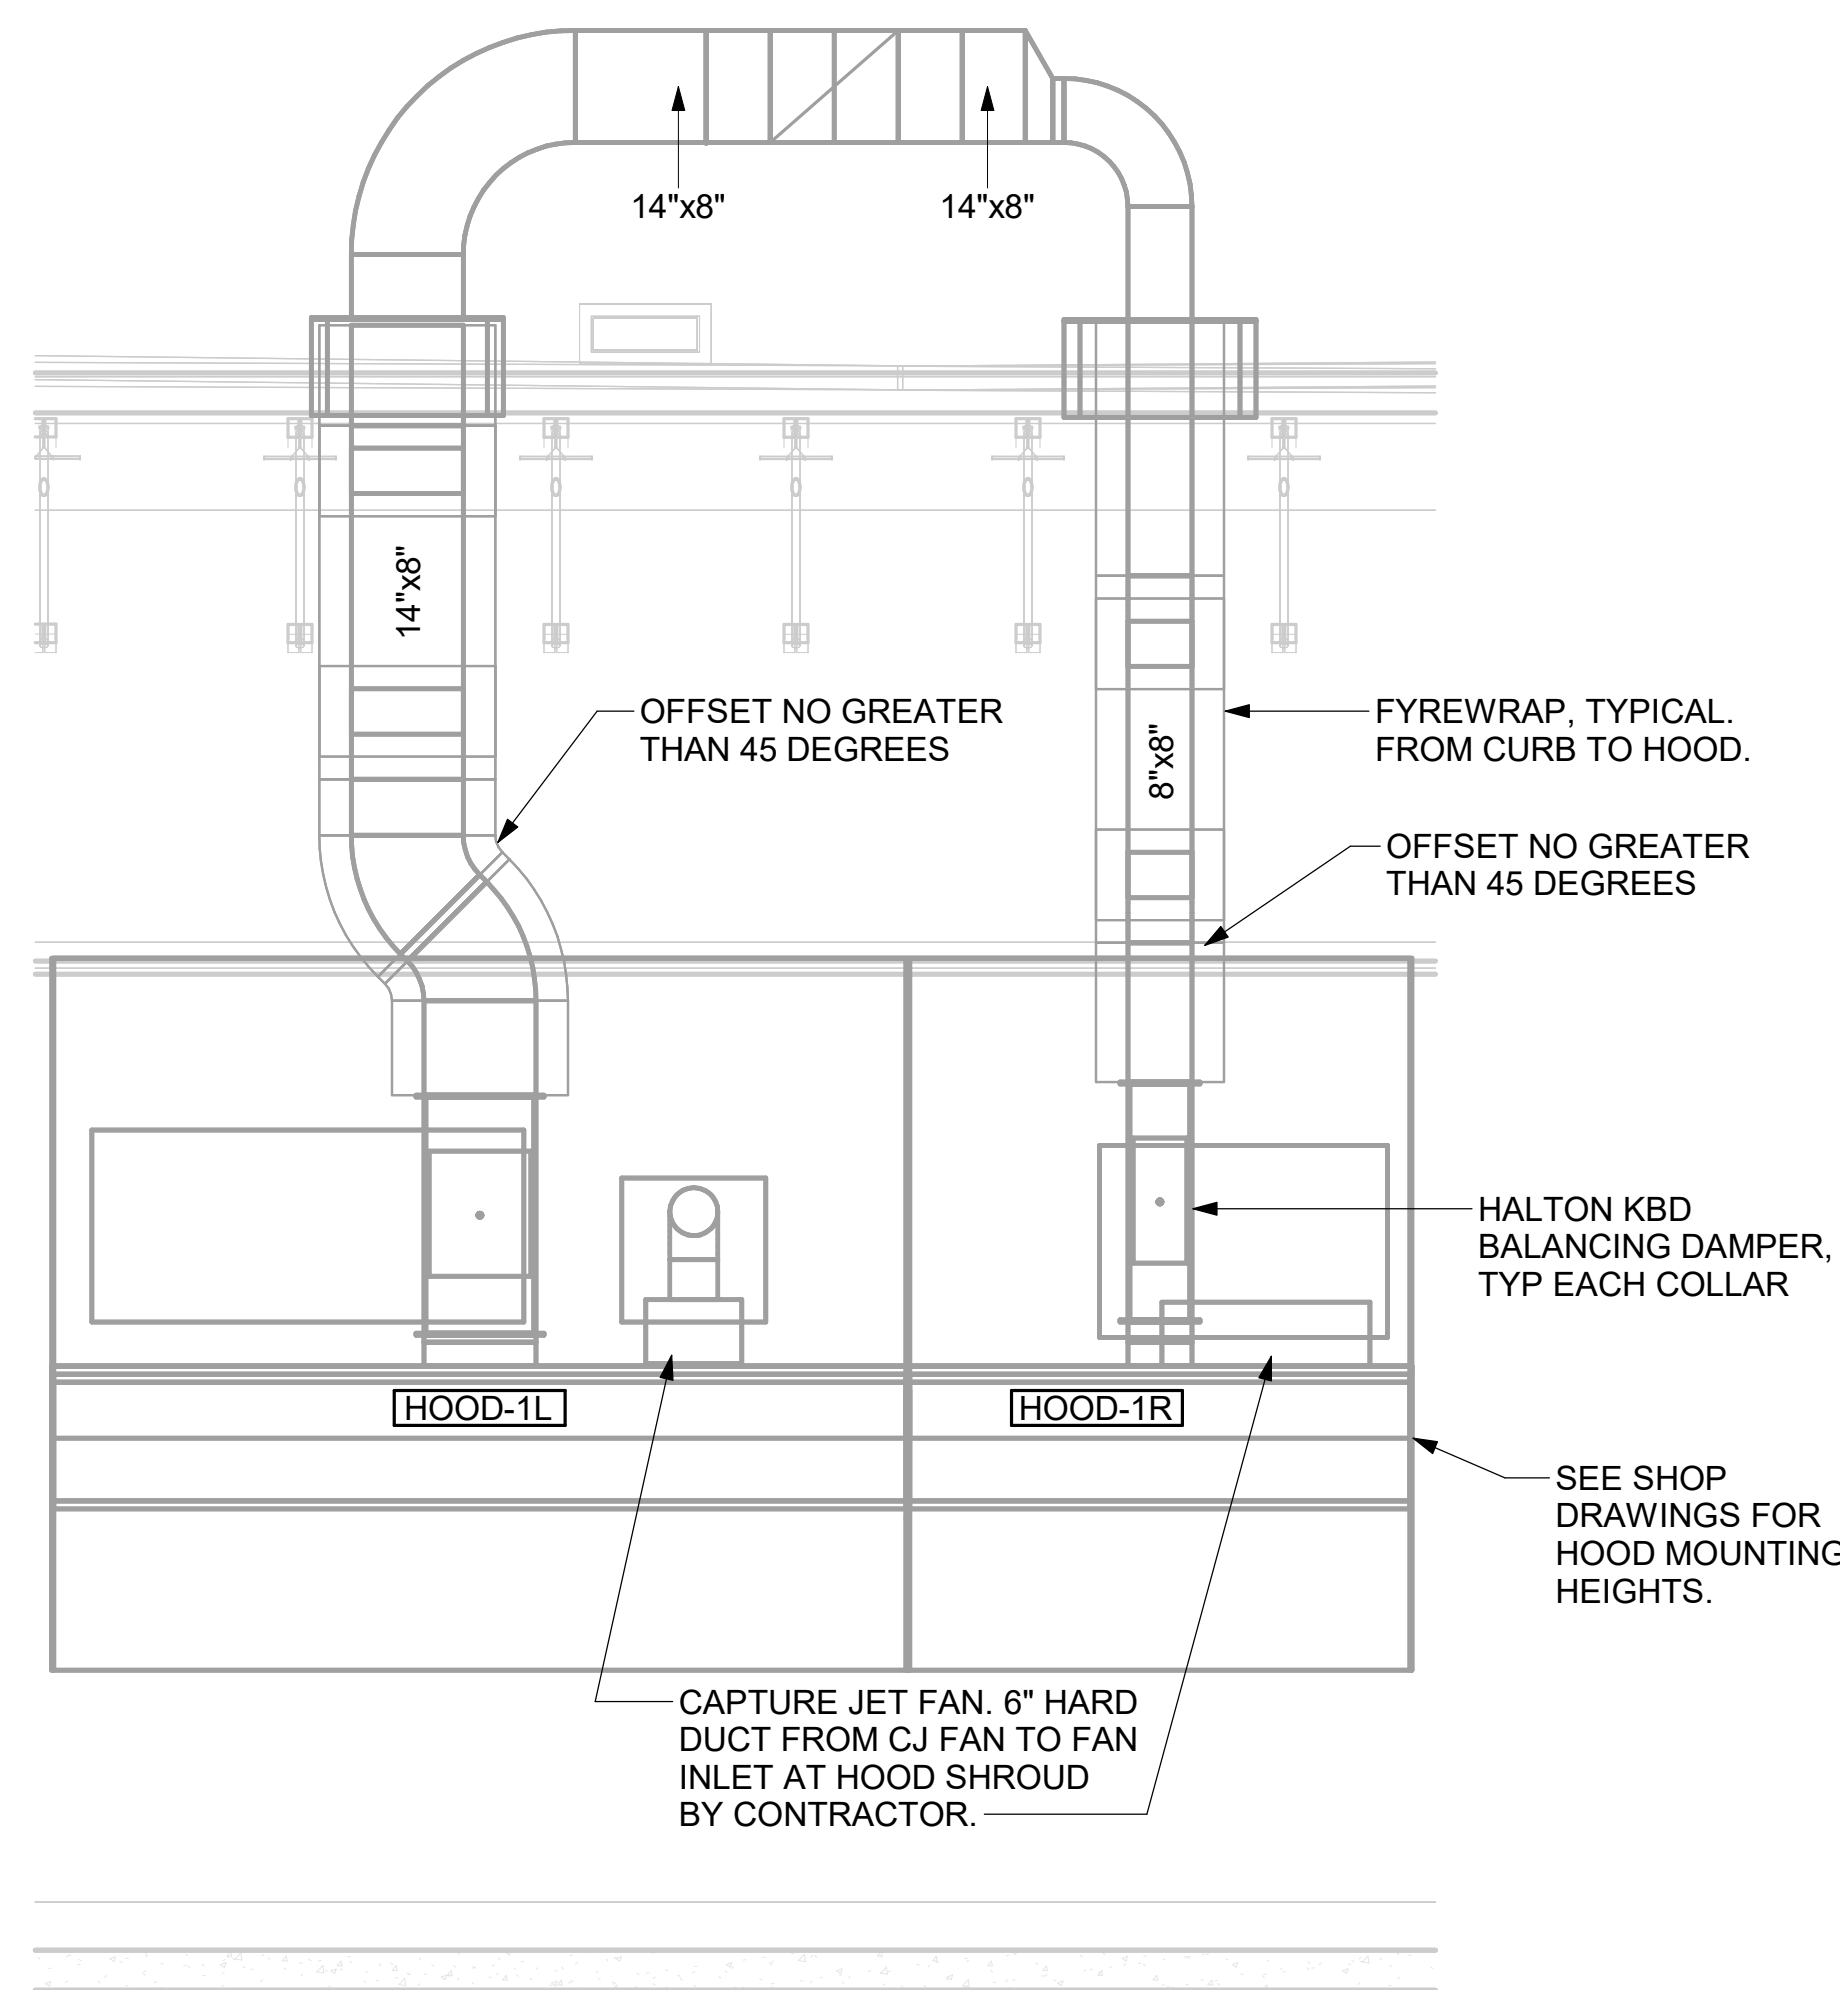 14"x8"
14"x8"
14"x8"
OFFSET NO GREATER
THAN 45 DEGREES
FYREWRAP, TYPICAL.
FROM CURB TO HOOD.
8"x8"
OFFSET NO GREATER
THAN 45 DEGREES
HALTON KBD
BALANCING DAMPER,
TYP EACH COLLAR
HOOD-1L
HOOD-1R
SEE SHOP
DRAWINGS FOR
HOOD MOUNTING
HEIGHTS.
CAPTURE JET FAN. 6" HARD
DUCT FROM CJ FAN TO FAN
INLET AT HOOD SHROUD
BY CONTRACTOR.